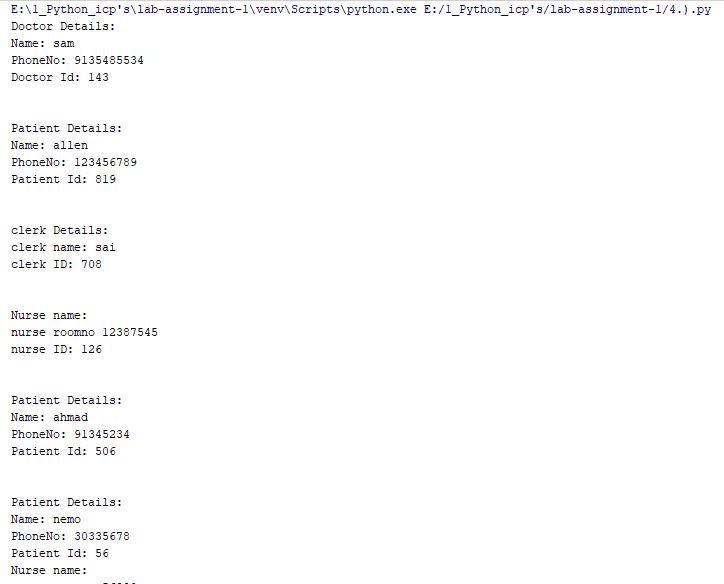 E:\1_Python_icp's\lab-assignment-1\venv\Scripts\python.exe E:/1_Python_icp's/lab-assignment-1/4.).py
Doctor Details:
Name: sam
PhoneNo: 9135485534
Doctor Id: 143
Patient Details:
Name: allen
PhoneNo: 123456789
Patient Id: 819
clerk Details:
clerk name: sai
clerk ID: 708
Nurse name:
nurse roomno 12387545
nurse ID: 126
Patient Details:
Name: ahmad
PhoneNo: 91345234
Patient Id: 506
Patient Details:
Name: nemo
PhoneNo: 30335678
Patient Id: 56
Nurse name: